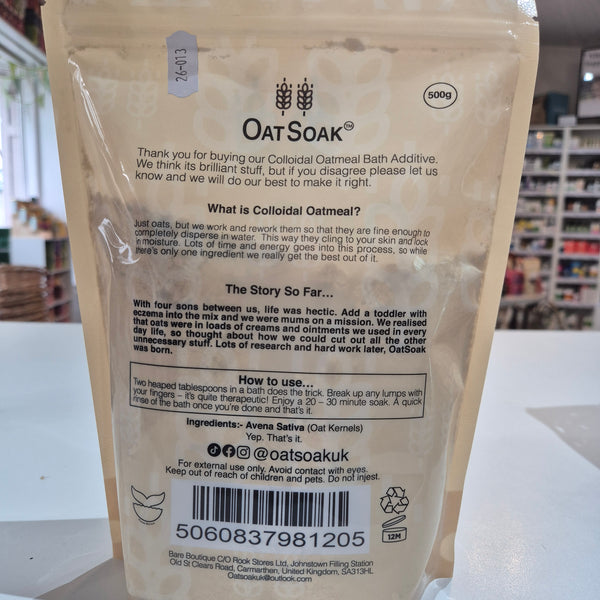 26-013
500g
OATSOAK™
Thank you for buying our Colloidal Oatmeal Bath Additive.
We think its brilliant stuff, but if you disagree please let us
know and we will do our best to make it right.
What is Colloidal Oatmeal?
Just oats, but we work and rework them so that they are fine enough to
completely disperse in water. This way they cling to your skin and lock
in moisture. Lots of time and energy goes into this process, so while
there's only one ingredient we really get the best out of it.
The Story So Far...
With four sons between us, life was hectic. Add a toddler with
eczema into the mix and we were mums on a mission. We realised
that oats were in loads of creams and ointments we used in every
day life, so thought about how we could cut out all the other
unnecessary stuff. Lots of research and hard work later, OatSoak
was born.
How to use...
Two heaped tablespoons in a bath does the trick. Break up any lumps with
your fingers – it's quite therapeutic! Enjoy a 20 – 30 minute soak. A quick
rinse of the bath once you're done and that's it.
Ingredients:- Avena Sativa (Oat Kernels)
Yep. That's it.
@oatsoakuk
For external use only. Avoid contact with eyes.
Keep out of reach of children and pets. Do not injest.
5060837981205
12M
Bare Boutique C/O Rook Stores Ltd, Johnstown Filling Station
Old St Clears Road, Carmarthen, United Kingdom, SA313HL
Oatsoakuk@outlook.com